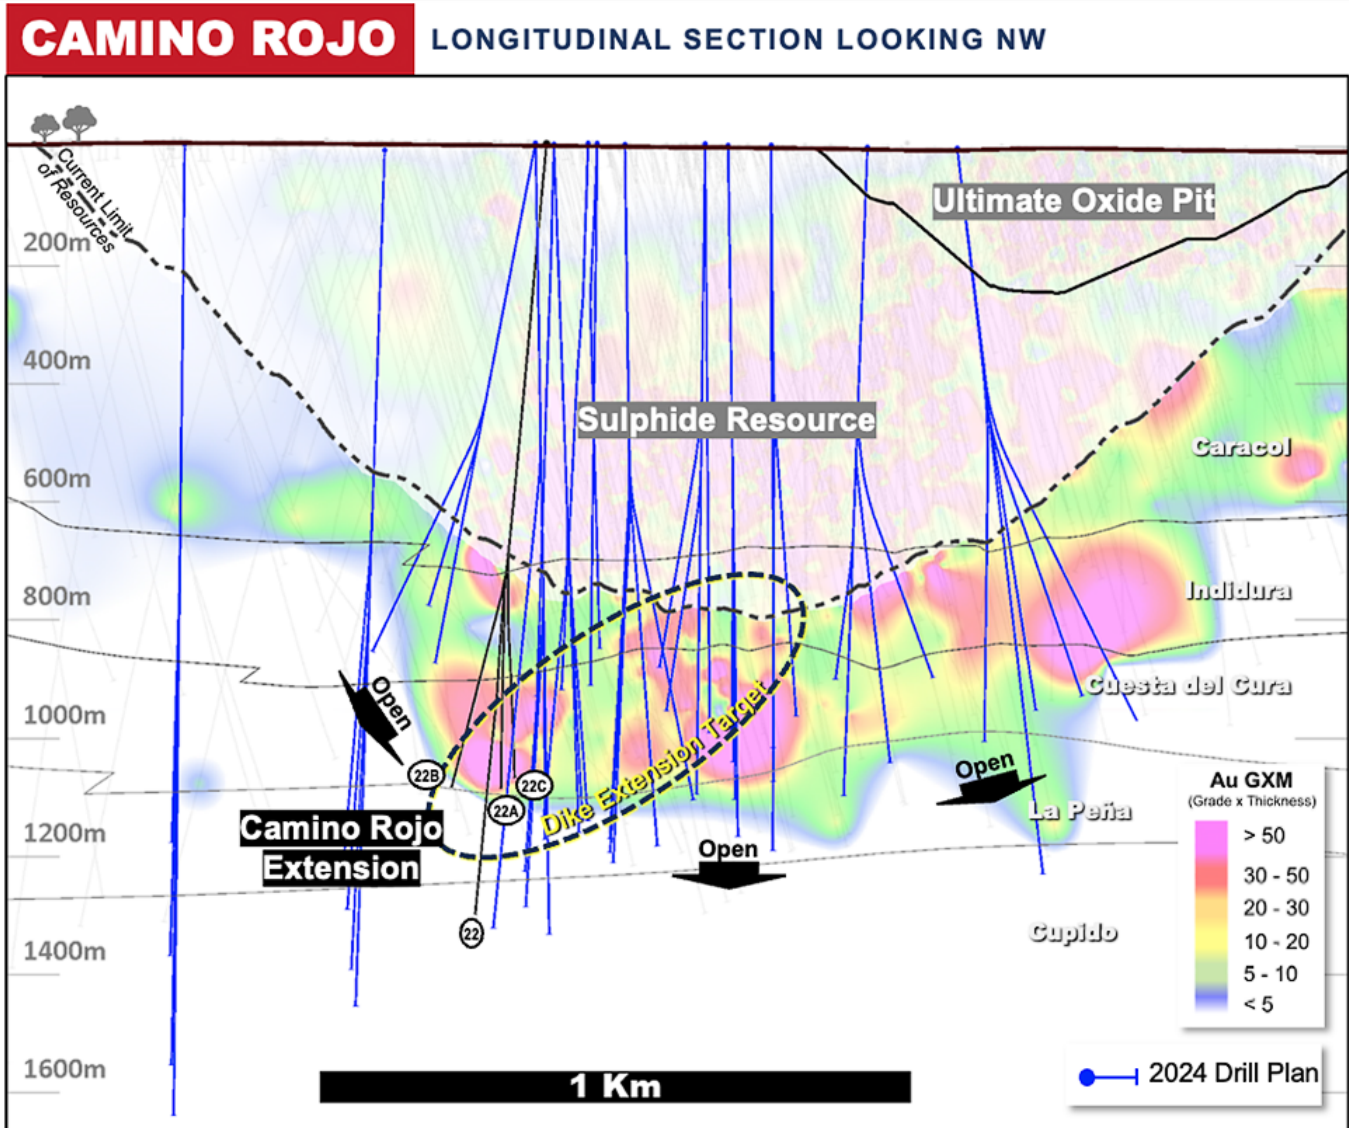 CAMINO ROJO
LONGITUDINAL SECTION LOOKING NW
Current Limit
of Resources
Ultimate Oxide Pit
200m
400m
Sulphide Resource
Caracol
600m
800m
Indidura
Open
Cuesta del Cura
1000m
Dike Extension Target
22B
22C
22A
Open
La Peña
Camino Rojo
Extension
1200m
Open
22
Cupido
1400m
1600m
Au GXM
(Grade x Thickness)
> 50
30 - 50
20 - 30
10 - 20
5 - 10
< 5
2024 Drill Plan
1 Km